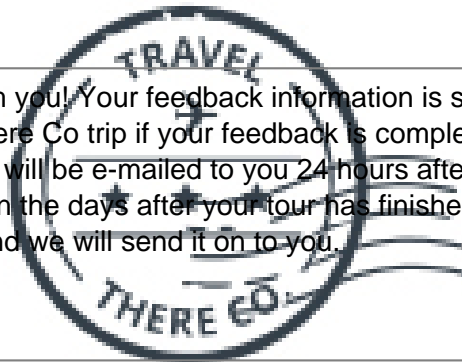 TRAVEL
n you! Your feedback information is s
ere Co trip if your feedback is comple
will be e-mailed to you 24 hours afte
n the days after your tour has finishe
nd we will send it on to you.
THERE CO.